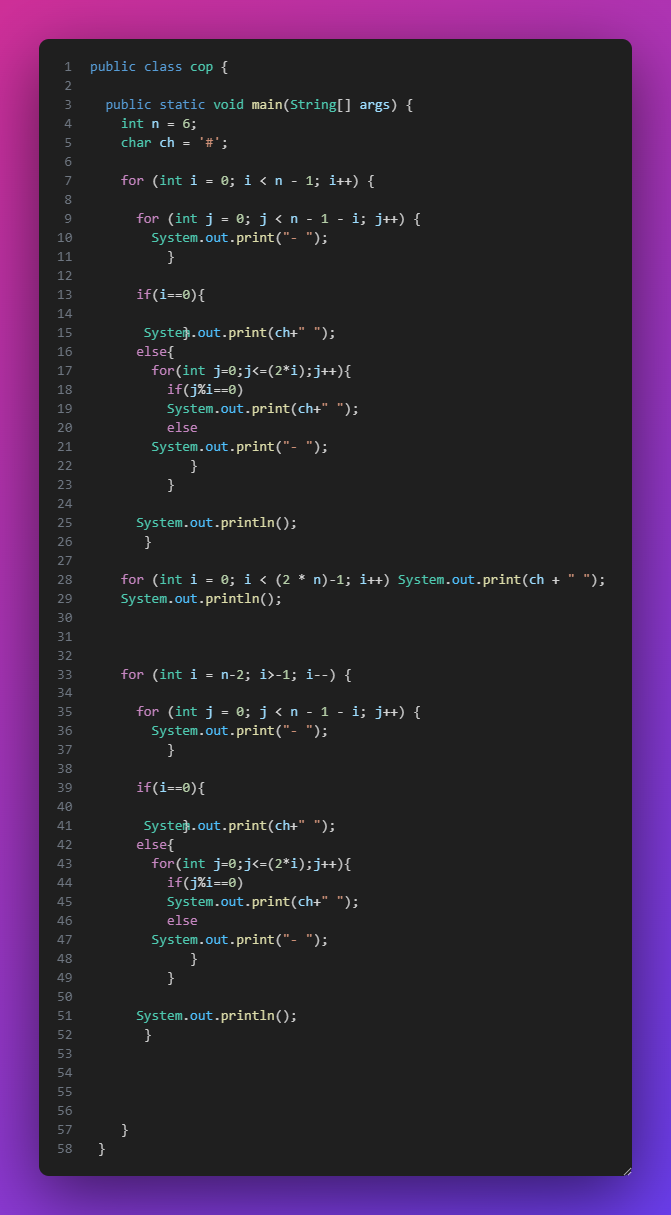 1 public class cop {
2
3 public static void main(String[] args) {
4 int n = 6;
5 char ch = '#';
6
7 for (int i = 0; i < n - 1; i++) {
8
9 for (int j = 0; j < n - 1 - i; j++) {
10 System.out.print("- ");
11 }
12
13 if(i==0){
14
15 System.out.print(ch+" ");}
16 else{
17 for(int j=0;j<=(2*i);j++){
18 if(j%i==0)
19 System.out.print(ch+" ");
20 else
21 System.out.print("- ");
22 }
23 }
24
25 System.out.println();
26 }
27
28 for (int i = 0; i < (2 * n)-1; i++) System.out.print(ch + " ");
29 System.out.println();
30
31
32
33 for (int i = n-2; i>-1; i--) {
34
35 for (int j = 0; j < n - 1 - i; j++) {
36 System.out.print("- ");
37 }
38
39 if(i==0){
40
41 System.out.print(ch+" ");}
42 else{
43 for(int j=0;j<=(2*i);j++){
44 if(j%i==0)
45 System.out.print(ch+" ");
46 else
47 System.out.print("- ");
48 }
49 }
50
51 System.out.println();
52 }
53
54
55
56
57 }
58 }